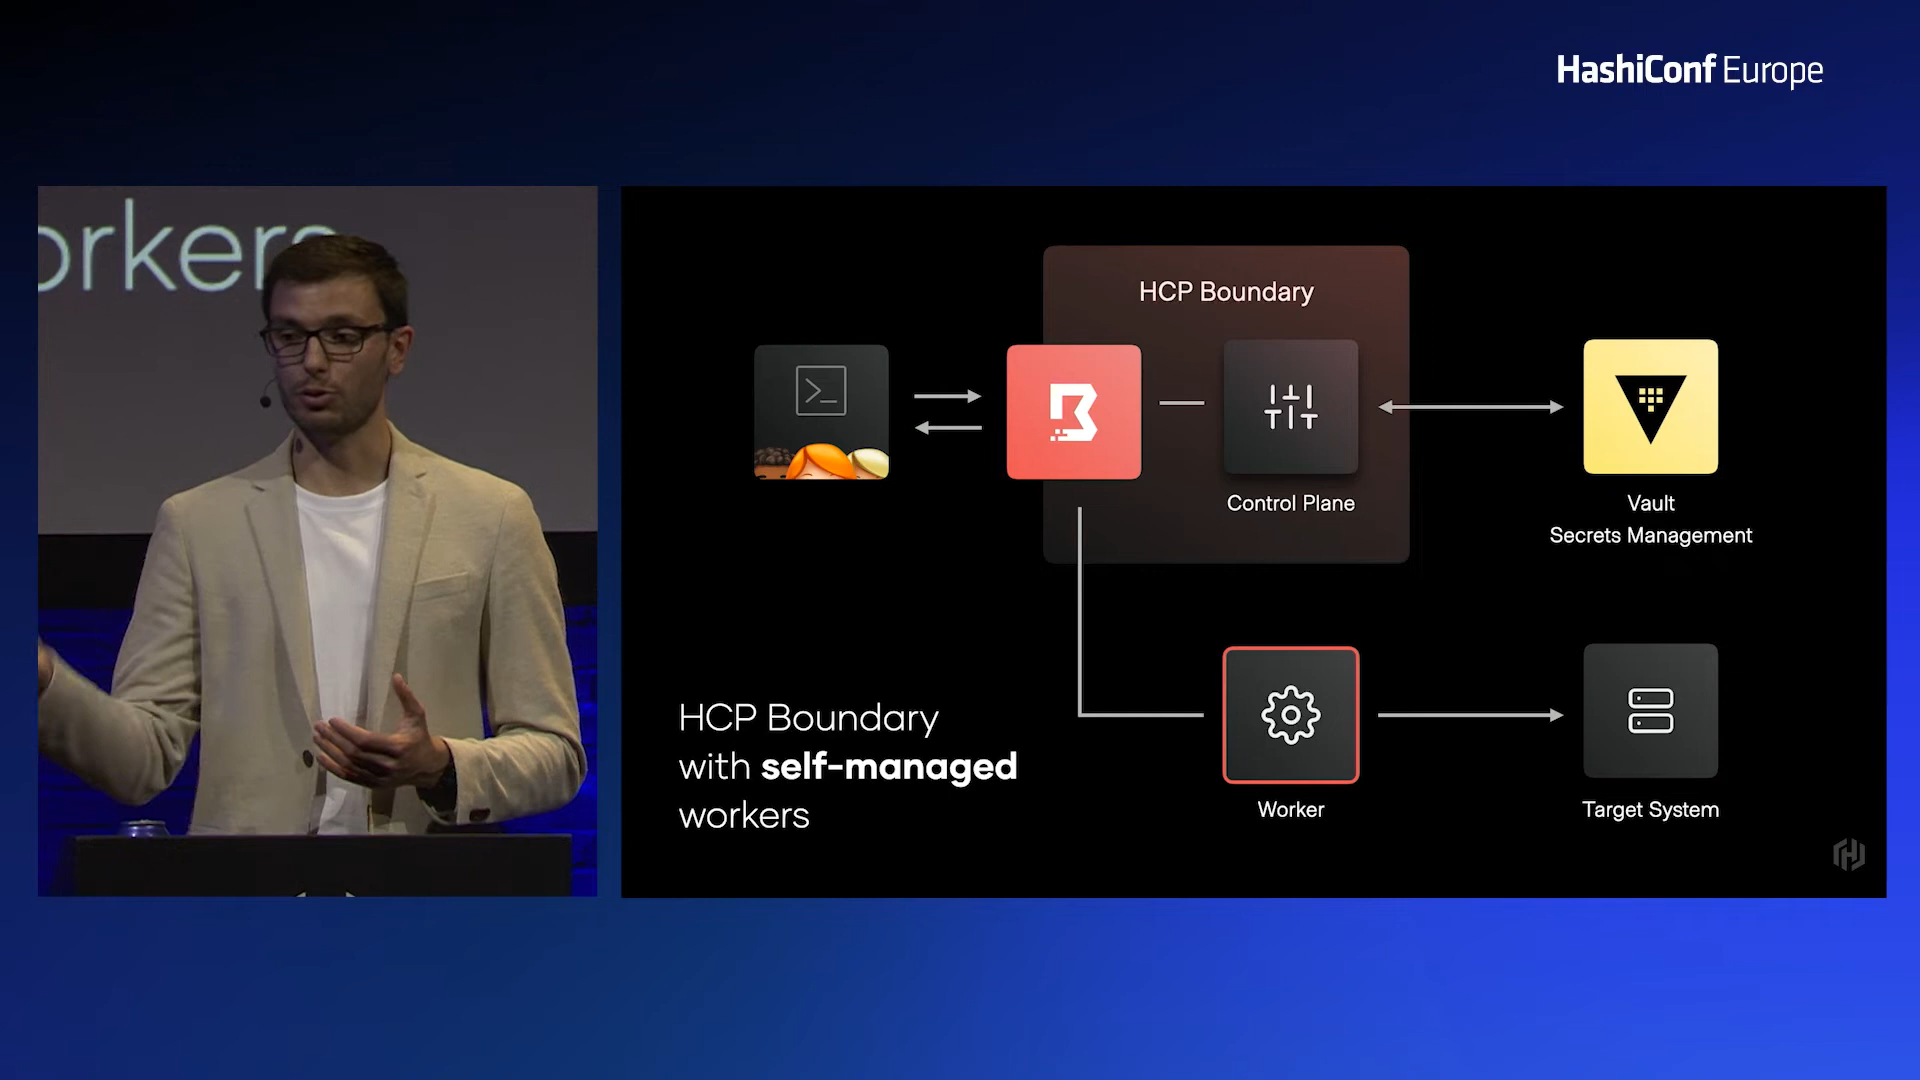 HashiConf Europe
orkers
HCP Boundary
Control Plane
Vault
Secrets Management
HCP Boundary
with self-managed
workers
Worker
Target System